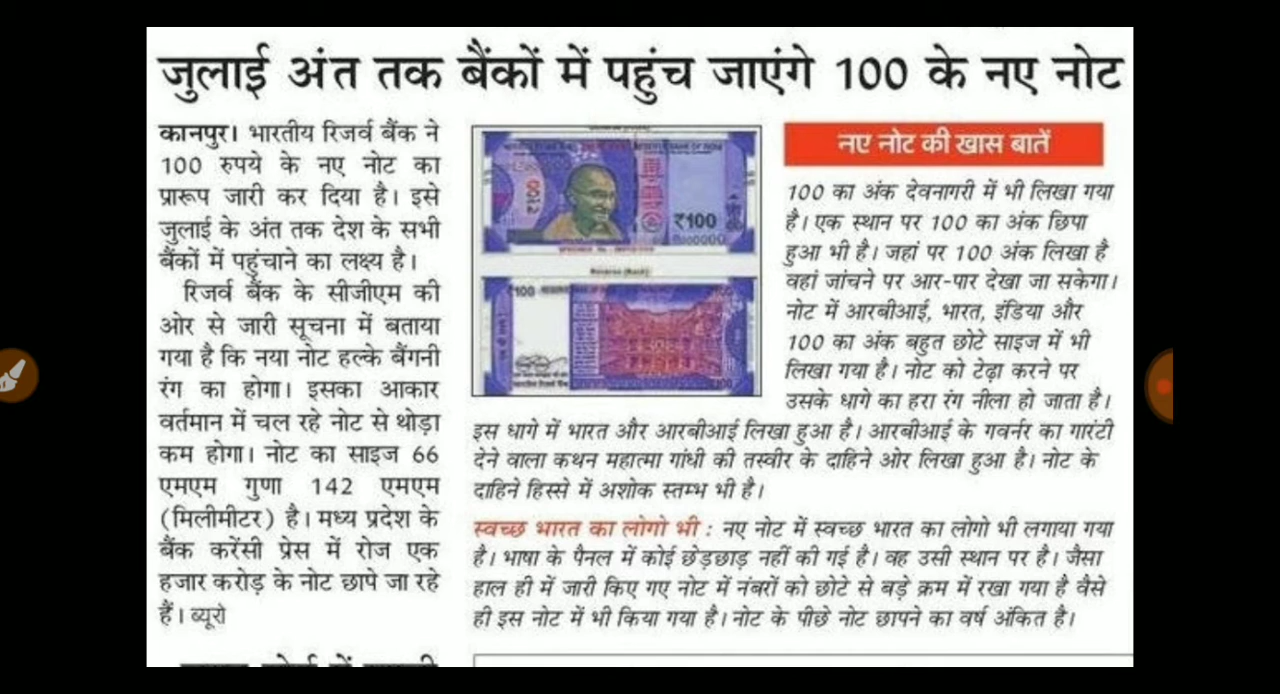 जुलाई अंत तक बैंकों में पहुंच जाएंगे 100 के नए नोट
कानपुर। भारतीय रिजर्व बैंक ने
100 रुपये के नए नोट का
प्रारूप जारी कर दिया है। इसे
जुलाई के अंत तक देश के सभी
बैंकों में पहुंचाने का लक्ष्य है।
रिजर्व बैंक के सीजीएम की
ओर से जारी सूचना में बताया
गया है कि नया नोट हल्के बैंगनी
रंग का होगा। इसका आकार
वर्तमान में चल रहे नोट से थोड़ा
कम होगा। नोट का साइज 66
एमएम गुणा 142 एमएम
(मिलीमीटर) है। मध्य प्रदेश के
बैंक करेंसी प्रेस में रोज एक
हजार करोड़ के नोट छापे जा रहे
हैं। ब्यूरो
RESERVE BANK OF INDIA
₹100
₹100
नए नोट की खास बातें
100 का अंक देवनागरी में भी लिखा गया
है। एक स्थान पर 100 का अंक छिपा
हुआ भी है। जहां पर 100 अंक लिखा है
वहां जांचने पर आर-पार देखा जा सकेगा।
नोट में आरबीआई, भारत, इंडिया और
100 का अंक बहुत छोटे साइज में भी
लिखा गया है। नोट को टेढ़ा करने पर
उसके धागे का हरा रंग नीला हो जाता है।
इस धागे में भारत और आरबीआई लिखा हुआ है। आरबीआई के गवर्नर का गारंटी
देने वाला कथन महात्मा गांधी की तस्वीर के दाहिने ओर लिखा हुआ है। नोट के
दाहिने हिस्से में अशोक स्तम्भ भी है।
स्वच्छ भारत का लोगो भी : नए नोट में स्वच्छ भारत का लोगो भी लगाया गया
है। भाषा के पैनल में कोई छेड़छाड़ नहीं की गई है। वह उसी स्थान पर है। जैसा
हाल ही में जारी किए गए नोट में नंबरों को छोटे से बड़े क्रम में रखा गया है वैसे
ही इस नोट में भी किया गया है। नोट के पीछे नोट छापने का वर्ष अंकित है।